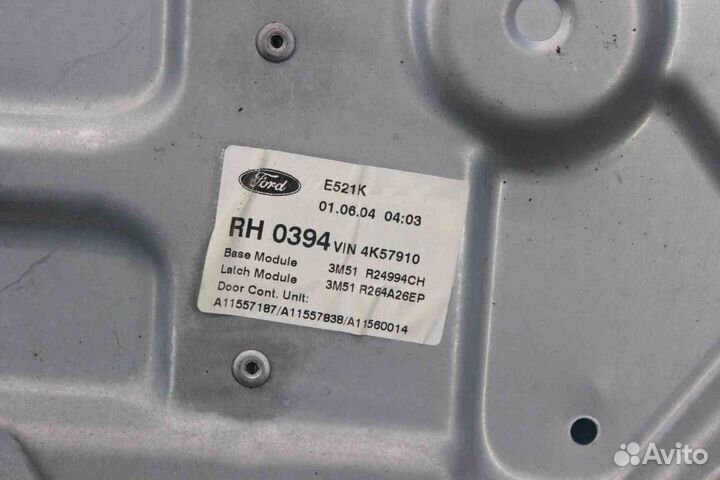 Ford E521K
01.06.04 04:03
RH 0394 VIN 4K57910
Base Module 3M51 R24994CH
Latch Module 3M51 R264A26EP
Door Cont. Unit:
A11557187/A11557838/A11560014
Avito